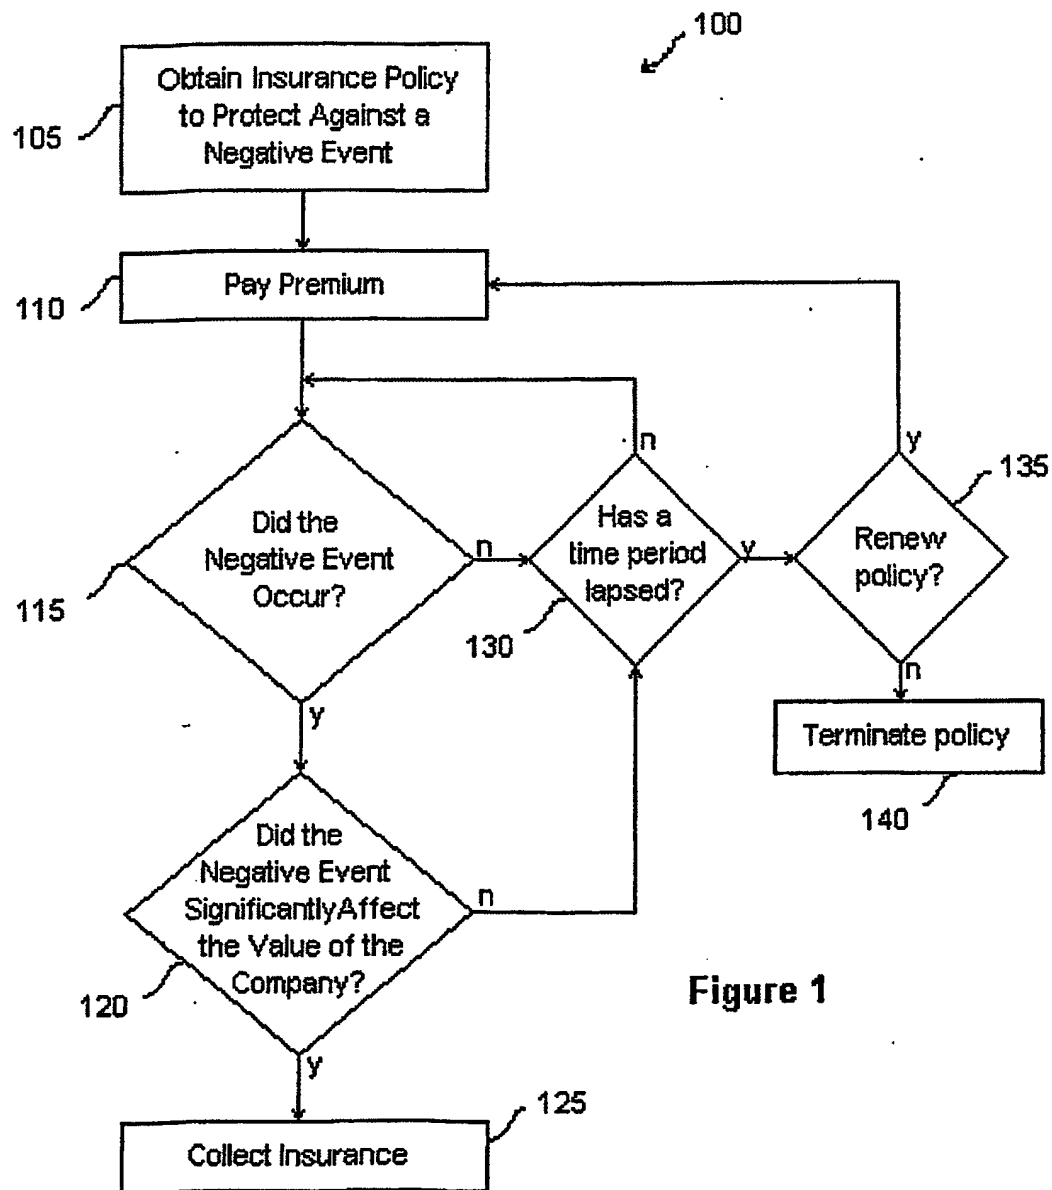 100
Obtain Insurance Policy
to Protect Against a
Negative Event
105
Pay Premium
110
Did the
Negative Event
Occur?
115
n
y
Has a
time period
lapsed?
130
n
y
Renew
policy?
135
y
n
Terminate policy
140
Did the
Negative Event
SignificantlyAffect
the Value of the
Company?
120
n
y
Collect Insurance
125
Figure 1